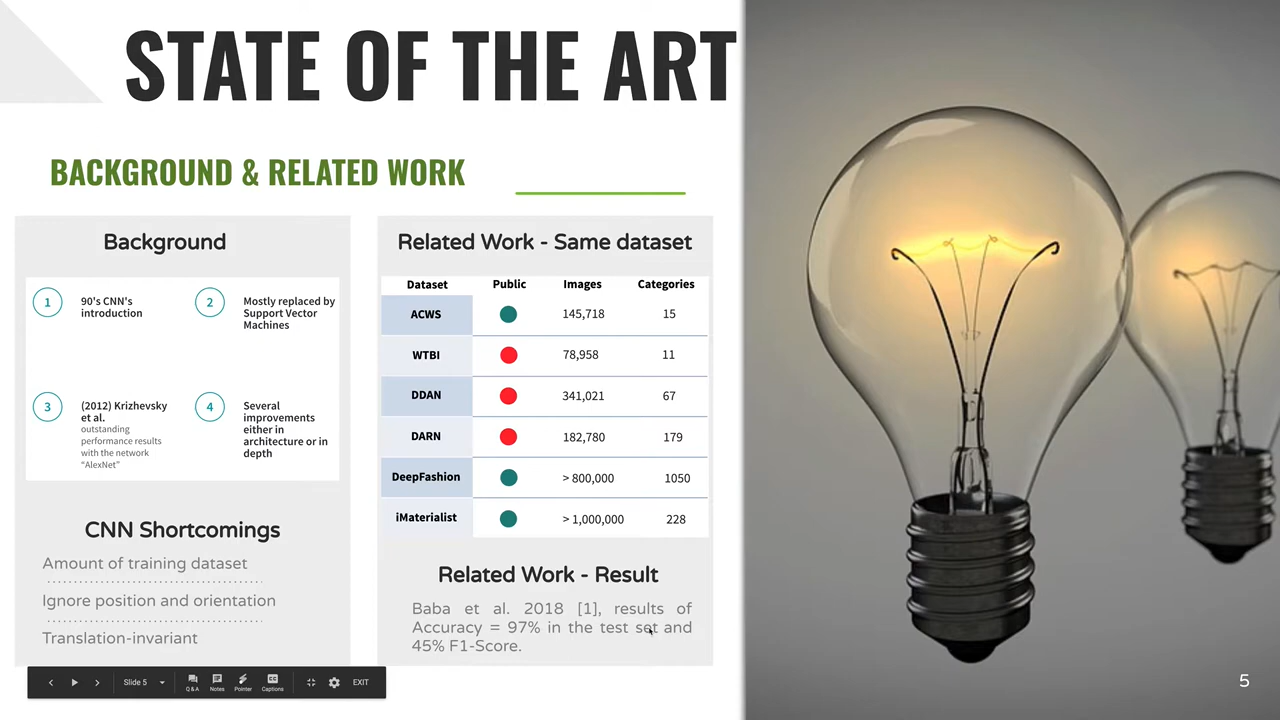 STATE OF THE ART
BACKGROUND & RELATED WORK
Background
1
90's CNN's
introduction
2
Mostly replaced by
Support Vector
Machines
3
(2012) Krizhevsky
et al.
outstanding
performance results
with the network
“AlexNet”
4
Several
improvements
either in
architecture or in
depth
CNN Shortcomings
Amount of training dataset
Ignore position and orientation
Translation-invariant
Related Work - Same dataset
Dataset Public Images Categories
ACWS 145,718 15
WTBI 78,958 11
DDAN 341,021 67
DARN 182,780 179
DeepFashion > 800,000 1050
iMaterialist > 1,000,000 228
Related Work - Result
Baba et al. 2018 [1], results of
Accuracy = 97% in the test set and
45% F1-Score.
Slide 5
Q & A
Notes
Pointer
Captions
EXIT
5